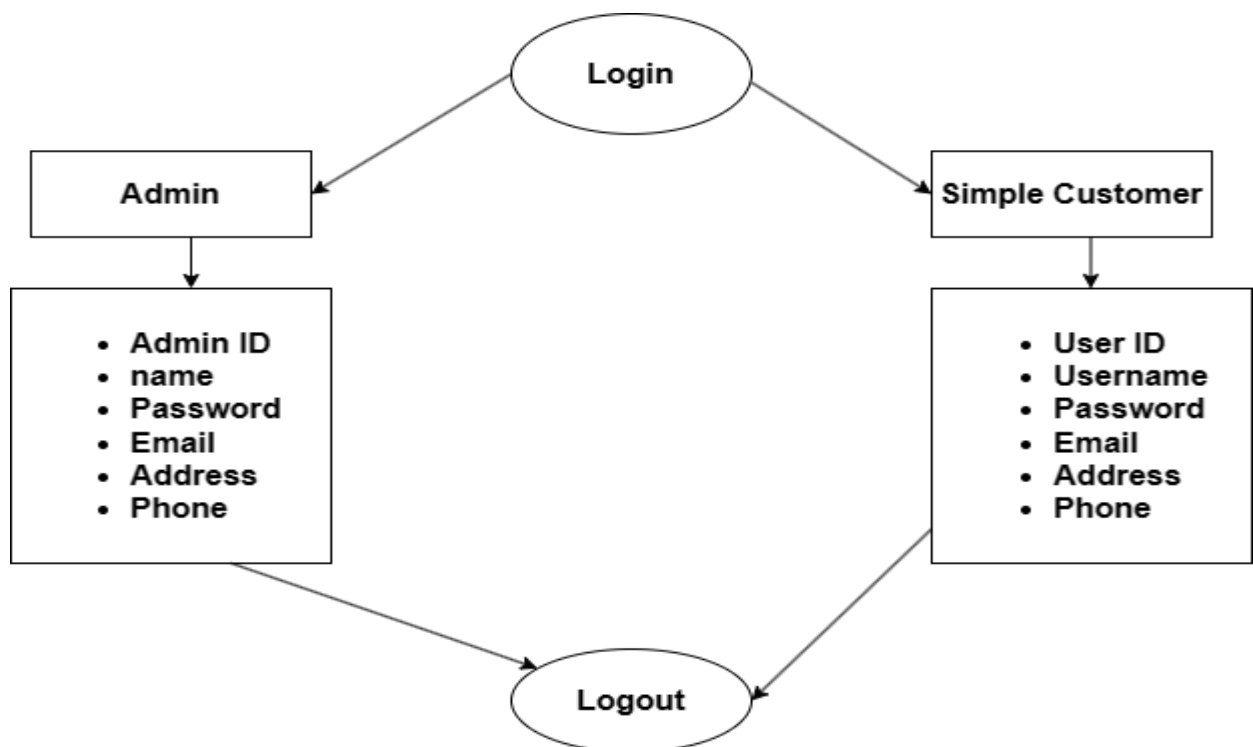 Login
Admin
Simple Customer
• Admin ID
• name
• Password
• Email
• Address
• Phone
• User ID
• Username
• Password
• Email
• Address
• Phone
Logout